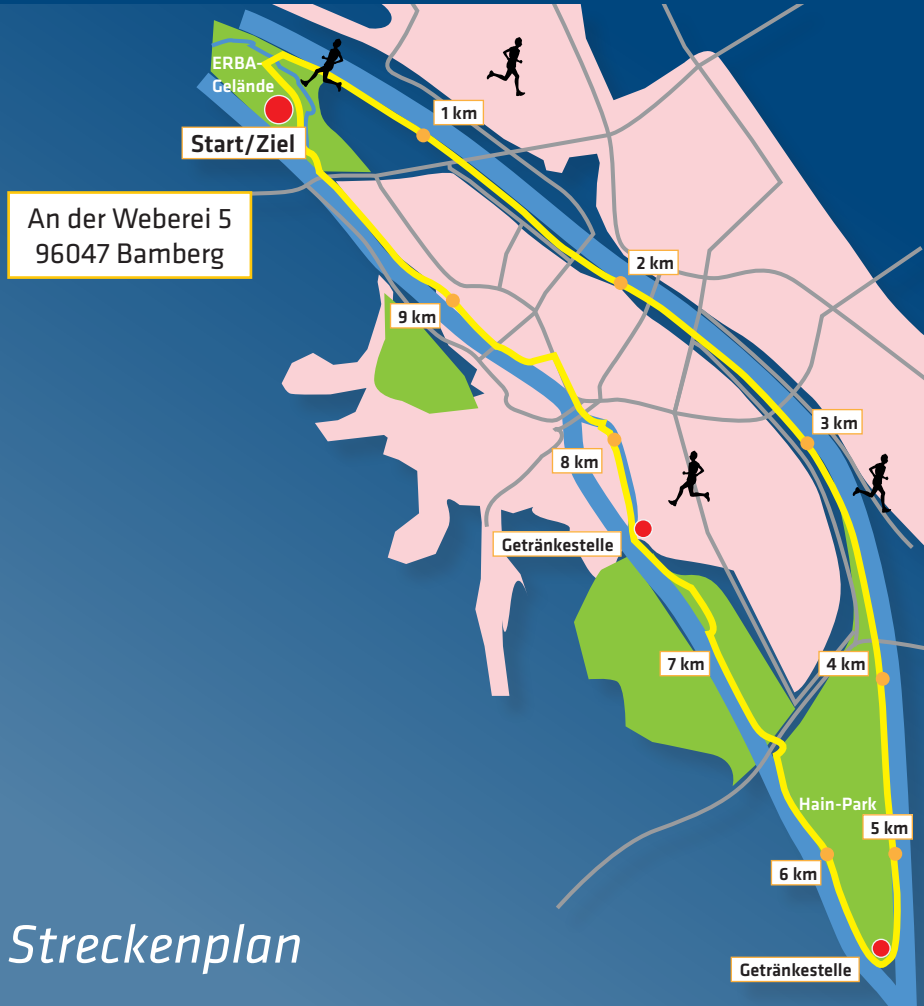 ERBA-
Gelände
Start/Ziel
An der Weberei 5
96047 Bamberg
1 km
2 km
3 km
4 km
5 km
6 km
7 km
8 km
9 km
Getränkestelle
Hain-Park
Getränkestelle
Streckenplan